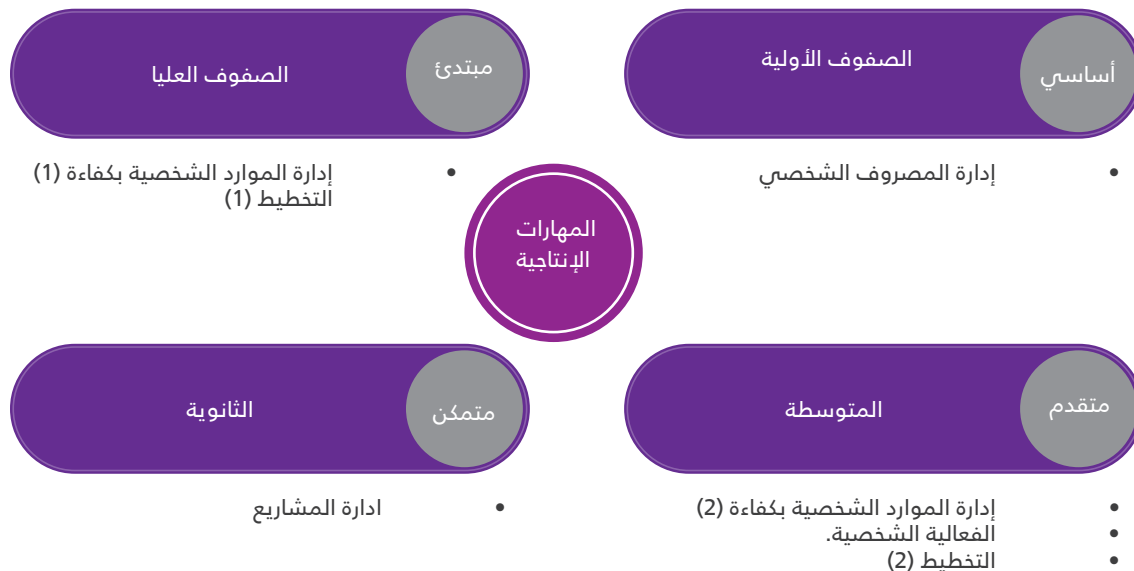 أساسي
الصفوف الأولية
• إدارة المصروف الشخصي
مبتدئ
الصفوف العليا
• إدارة الموارد الشخصية بكفاءة (1)
التخطيط (1)
المهارات
الإنتاجية
متقدم
المتوسطة
• إدارة الموارد الشخصية بكفاءة (2)
• الفعالية الشخصية.
• التخطيط (2)
متمكن
الثانوية
• ادارة المشاريع